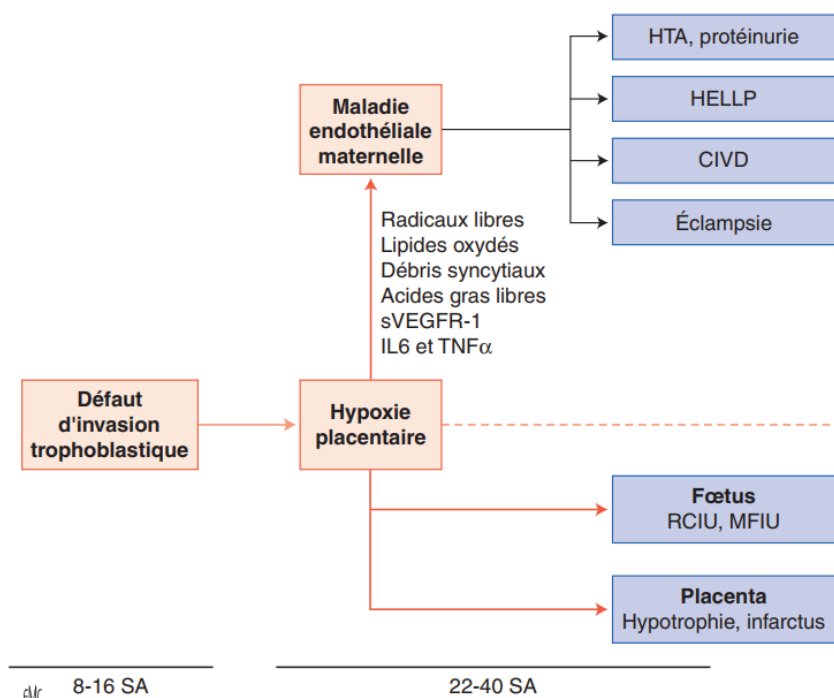 HTA, protéinurie
HELLP
CIVD
Éclampsie
Maladie
endothéliale
maternelle
Radicaux libres
Lipides oxydés
Débris syncytiaux
Acides gras libres
sVEGFR-1
IL6 et TNFα
Défaut
d'invasion
trophoblastique
Hypoxie
placentaire
Fœtus
RCIU, MFIU
Placenta
Hypotrophie, infarctus
EMC
8-16 SA
22-40 SA